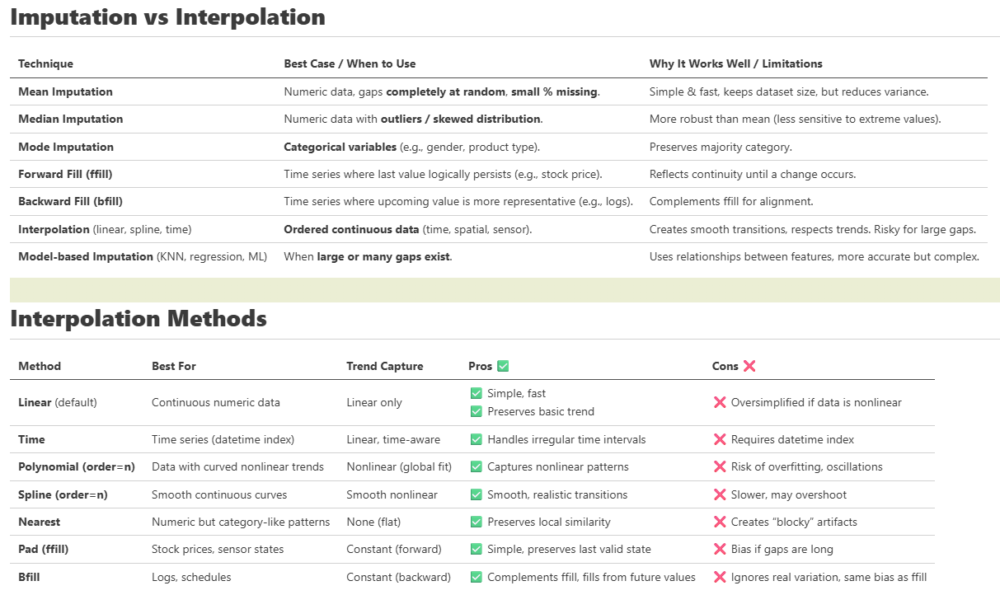 Imputation vs Interpolation
Technique Best Case / When to Use Why It Works Well / Limitations
Mean Imputation Numeric data, gaps completely at random, small % missing. Simple & fast, keeps dataset size, but reduces variance.
Median Imputation Numeric data with outliers / skewed distribution. More robust than mean (less sensitive to extreme values).
Mode Imputation Categorical variables (e.g., gender, product type). Preserves majority category.
Forward Fill (ffill) Time series where last value logically persists (e.g., stock price). Reflects continuity until a change occurs.
Backward Fill (bfill) Time series where upcoming value is more representative (e.g., logs). Complements ffill for alignment.
Interpolation (linear, spline, time) Ordered continuous data (time, spatial, sensor). Creates smooth transitions, respects trends. Risky for large gaps.
Model-based Imputation (KNN, regression, ML) When large or many gaps exist. Uses relationships between features, more accurate but complex.
Interpolation Methods
Method Best For Trend Capture Pros ✅ Cons ❌
Linear (default) Continuous numeric data Linear only ✅ Simple, fast
✅ Preserves basic trend ❌ Oversimplified if data is nonlinear
Time Time series (datetime index) Linear, time-aware ✅ Handles irregular time intervals ❌ Requires datetime index
Polynomial (order=n) Data with curved nonlinear trends Nonlinear (global fit) ✅ Captures nonlinear patterns ❌ Risk of overfitting, oscillations
Spline (order=n) Smooth continuous curves Smooth nonlinear ✅ Smooth, realistic transitions ❌ Slower, may overshoot
Nearest Numeric but category-like patterns None (flat) ✅ Preserves local similarity ❌ Creates “blocky” artifacts
Pad (ffill) Stock prices, sensor states Constant (forward) ✅ Simple, preserves last valid state ❌ Bias if gaps are long
Bfill Logs, schedules Constant (backward) ✅ Complements ffill, fills from future values ❌ Ignores real variation, same bias as ffill